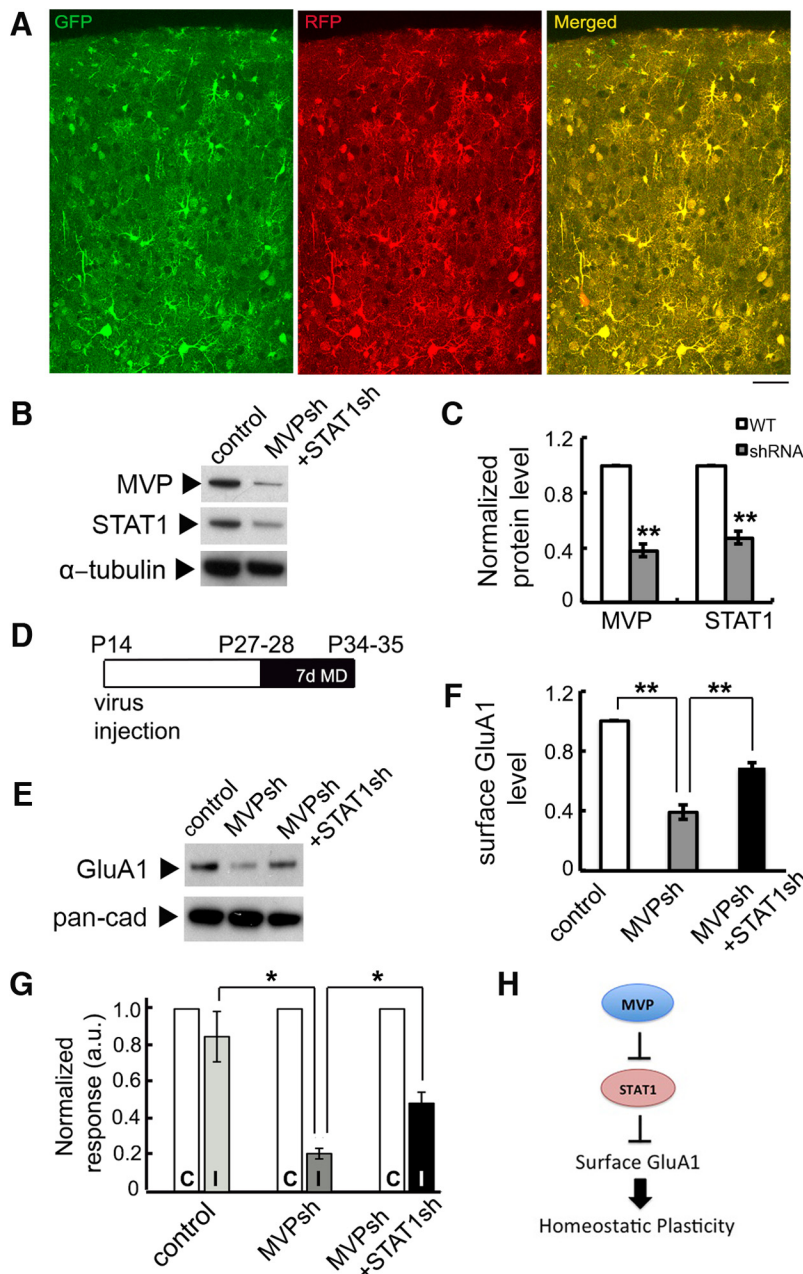 A
GFP
RFP
Merged
B
control
MVPsh
+STAT1sh
MVP
STAT1
α–tubulin
C
WT
shRNA
Normalized
protein level
1.2
0.8
0.4
0
**
**
MVP
STAT1
D
P14
P27-28
P34-35
7d MD
virus
injection
E
control
MVPsh
MVPsh
+STAT1sh
GluA1
pan-cad
F
surface GluA1
level
1.2
0.8
0.4
0
**
**
control
MVPsh
MVPsh
+STAT1sh
G
Normalized
response (a.u.)
1.0
0.8
0.6
0.4
0.2
0
*
*
C
I
C
I
C
I
control
MVPsh
MVPsh
+STAT1sh
H
MVP
STAT1
Surface GluA1
Homeostatic Plasticity